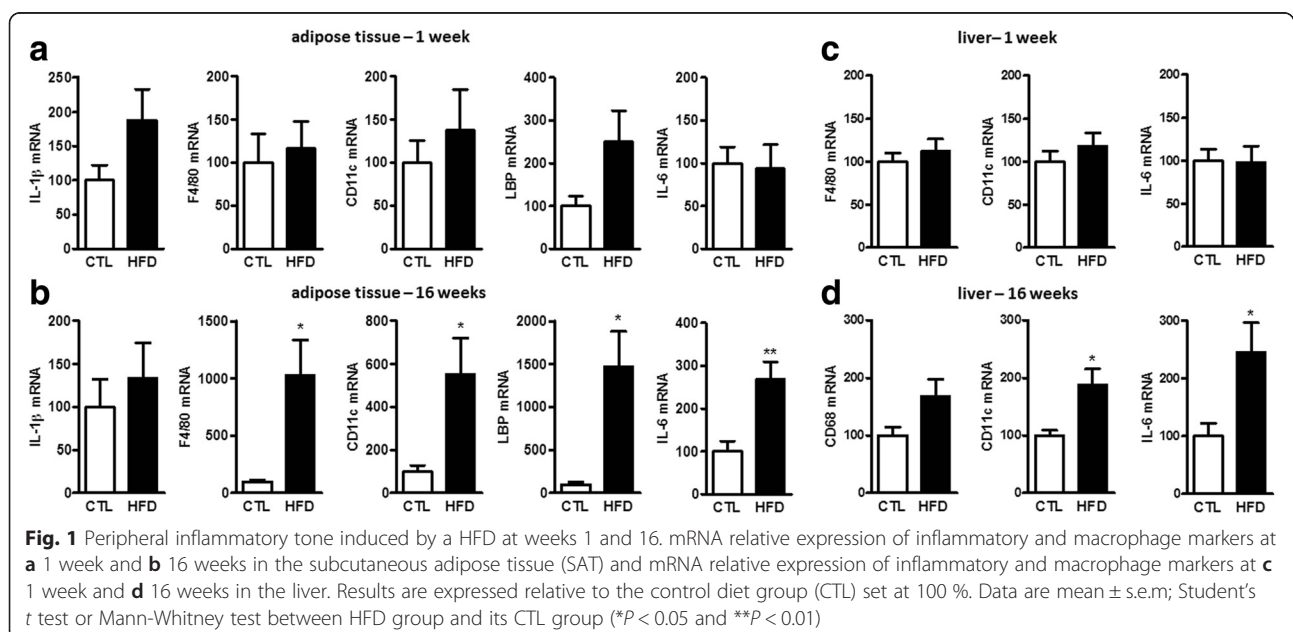 a
adipose tissue – 1 week
c
liver– 1 week
IL-1β mRNA
250
200
150
100
50
0
CTL HFD
F4/80 mRNA
200
150
100
50
0
CTL HFD
CD11c mRNA
200
150
100
50
0
CTL HFD
LBP mRNA
400
300
200
100
0
CTL HFD
IL-6 mRNA
200
150
100
50
0
CTL HFD
F4/80 mRNA
200
150
100
50
0
CTL HFD
CD11c mRNA
200
150
100
50
0
CTL HFD
IL-6 mRNA
200
150
100
50
0
CTL HFD
b
adipose tissue – 16 weeks
d
liver – 16 weeks
IL-1β mRNA
200
150
100
50
0
CTL HFD
F4/80 mRNA
1500
1000
500
0
*
CTL HFD
CD11c mRNA
800
600
400
200
0
*
CTL HFD
LBP mRNA
2000
1500
1000
500
0
*
CTL HFD
IL-6 mRNA
400
300
200
100
0
**
CTL HFD
CD68 mRNA
300
200
100
0
CTL HFD
CD11c mRNA
300
200
100
0
*
CTL HFD
IL-6 mRNA
300
200
100
0
*
CTL HFD
Fig. 1 Peripheral inflammatory tone induced by a HFD at weeks 1 and 16. mRNA relative expression of inflammatory and macrophage markers at
a 1 week and b 16 weeks in the subcutaneous adipose tissue (SAT) and mRNA relative expression of inflammatory and macrophage markers at c
1 week and d 16 weeks in the liver. Results are expressed relative to the control diet group (CTL) set at 100 %. Data are mean ± s.e.m; Student's
t test or Mann-Whitney test between HFD group and its CTL group (*P < 0.05 and **P < 0.01)